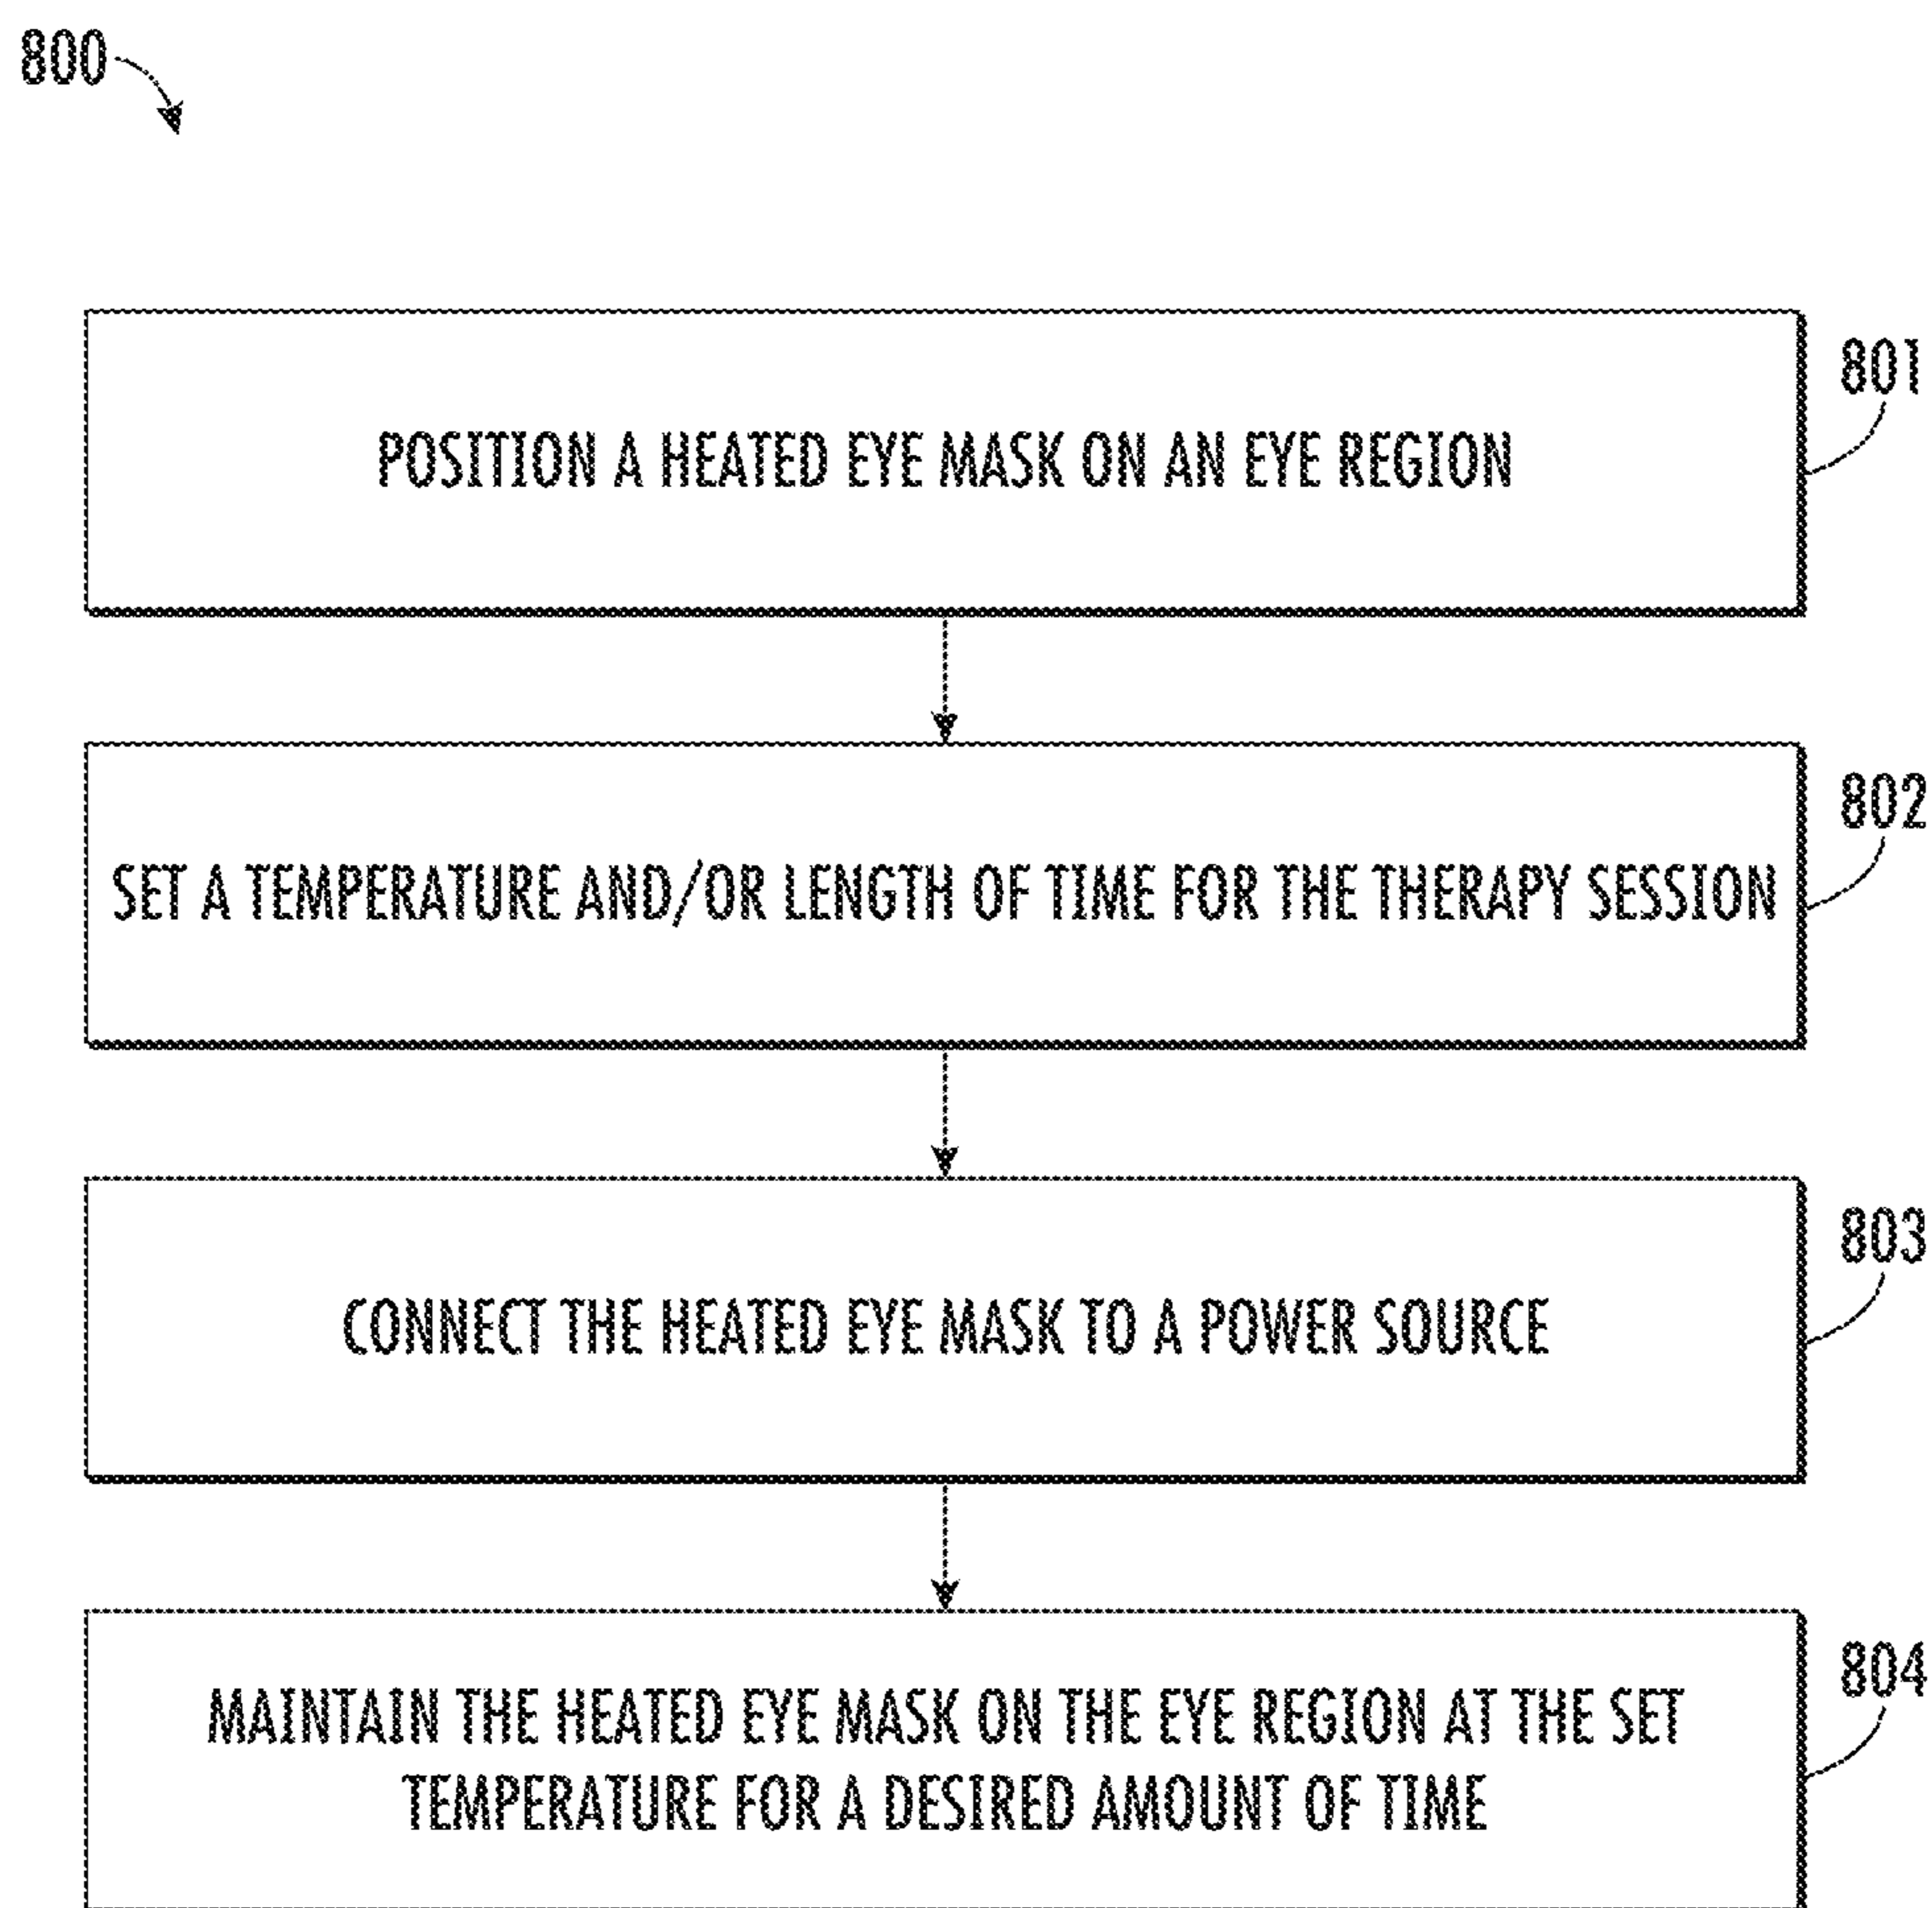 800
801
POSITION A HEATED EYE MASK ON AN EYE REGION
802
SET A TEMPERATURE AND/OR LENGTH OF TIME FOR THE THERAPY SESSION
803
CONNECT THE HEATED EYE MASK TO A POWER SOURCE
804
MAINTAIN THE HEATED EYE MASK ON THE EYE REGION AT THE SET
TEMPERATURE FOR A DESIRED AMOUNT OF TIME